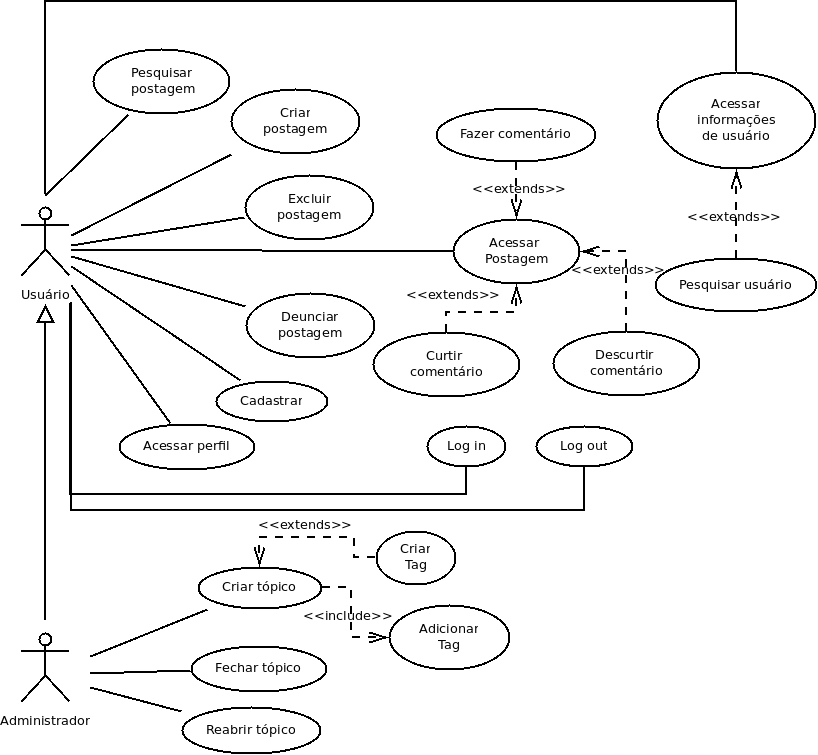 Pesquisar
postagem
Criar
postagem
Fazer comentário
Acessar
informações
de usuário
<<extends>>
Excluir
postagem
<<extends>>
Acessar
Postagem
<<extends>>
Pesquisar usuário
Usuário
<<extends>>
Deunciar
postagem
Curtir
comentário
Descurtir
comentário
Cadastrar
Acessar perfil
Log in
Log out
<<extends>>
Criar
Tag
Criar tópico
<<include>>
Adicionar
Tag
Fechar tópico
Administrador
Reabrir tópico